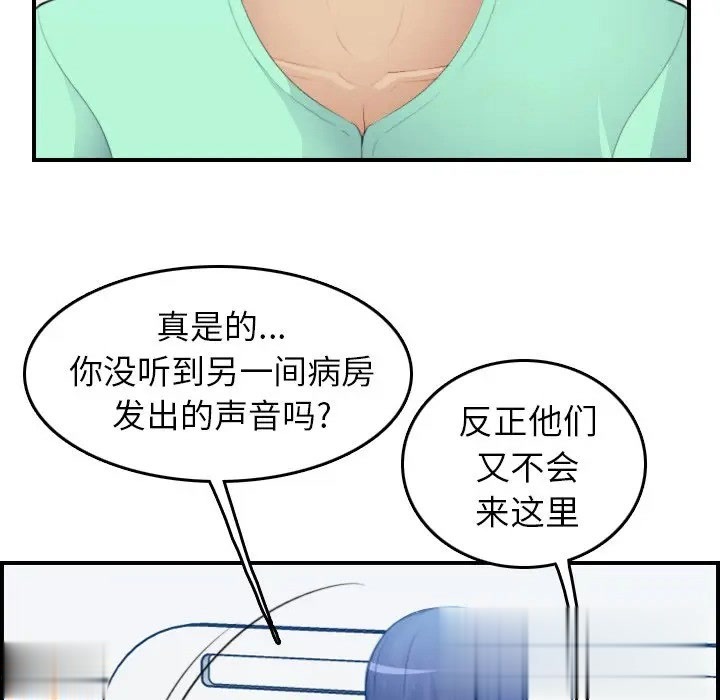 真是的...
你没听到另一间病房
发出的声音吗?
反正他们
又不会
来这里